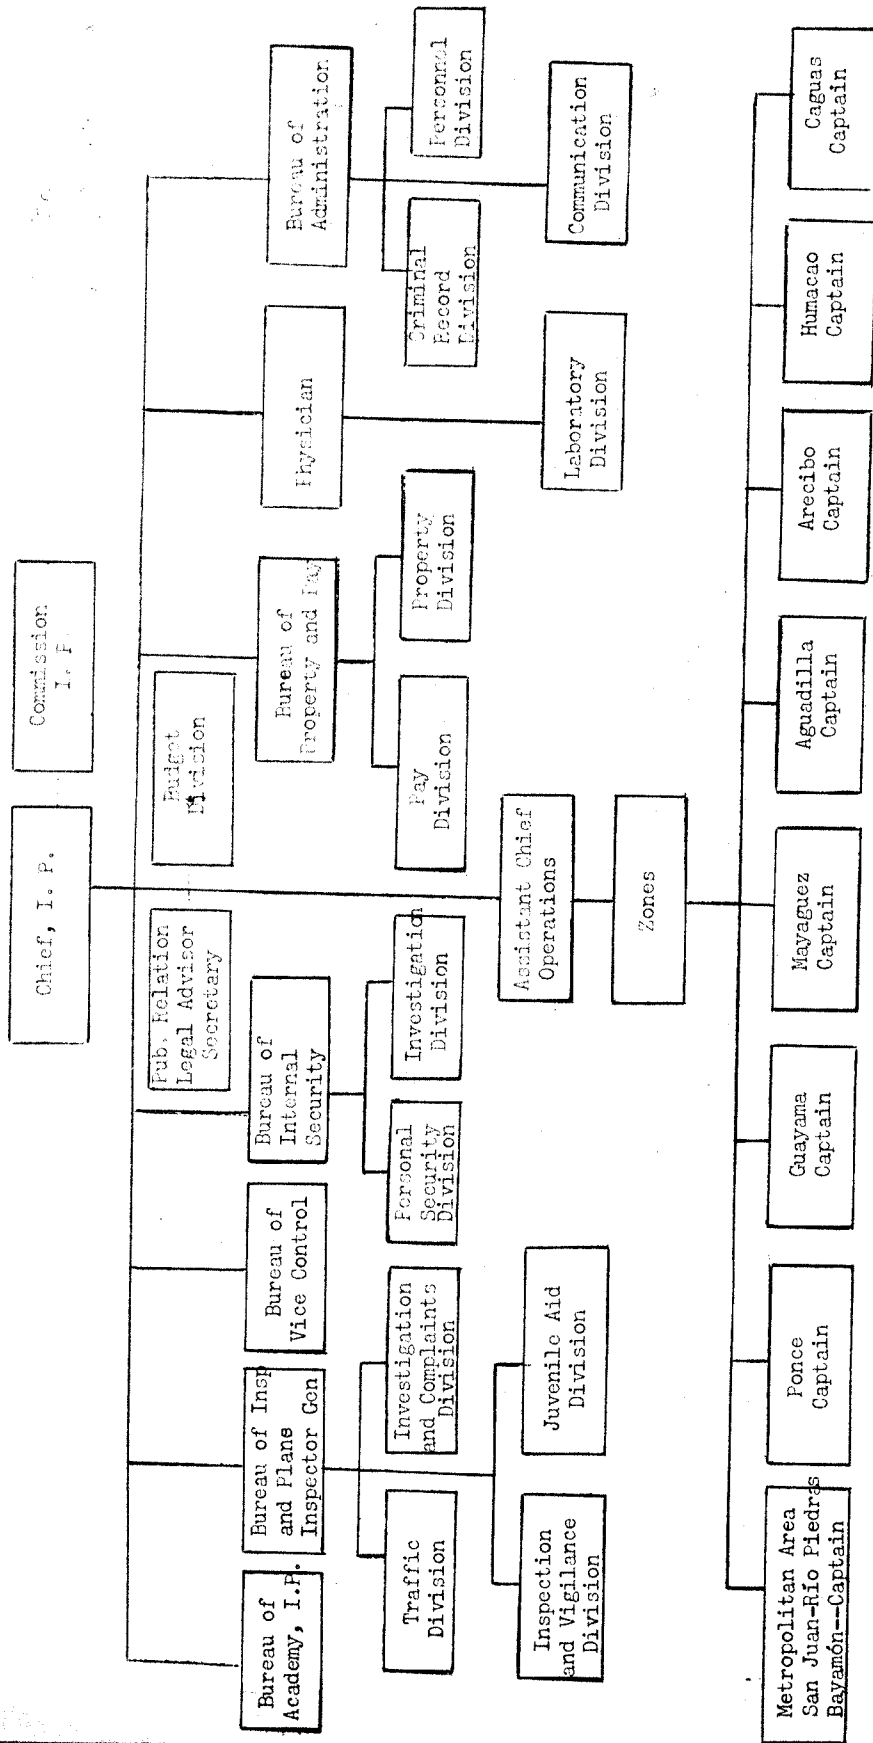 Chief, I. P.
Commission
I. P.
Pub. Relation
Legal Advisor
Secretary
Budget
Division
Bureau of
Academy, I.P.
Bureau of Insp
and Plane
Inspector Gen
Bureau of
Vice Control
Bureau of
Internal
Security
Bureau of
Property and Pay
Physician
Bureau of
Administration
Traffic
Division
Investigation
and Complaints
Division
Personal
Security
Division
Investigation
Division
Pay
Division
Property
Division
Criminal
Record
Division
Personnel
Division
Inspection
and Vigilance
Division
Juvenile Aid
Division
Assistant Chief
Operations
Laboratory
Division
Communication
Division
Zones
Metropolitan Area
San Juan-Río Piedras
Bayamón--Captain
Ponce
Captain
Guayama
Captain
Mayaguez
Captain
Aguadilla
Captain
Arecibo
Captain
Humacao
Captain
Caguas
Captain